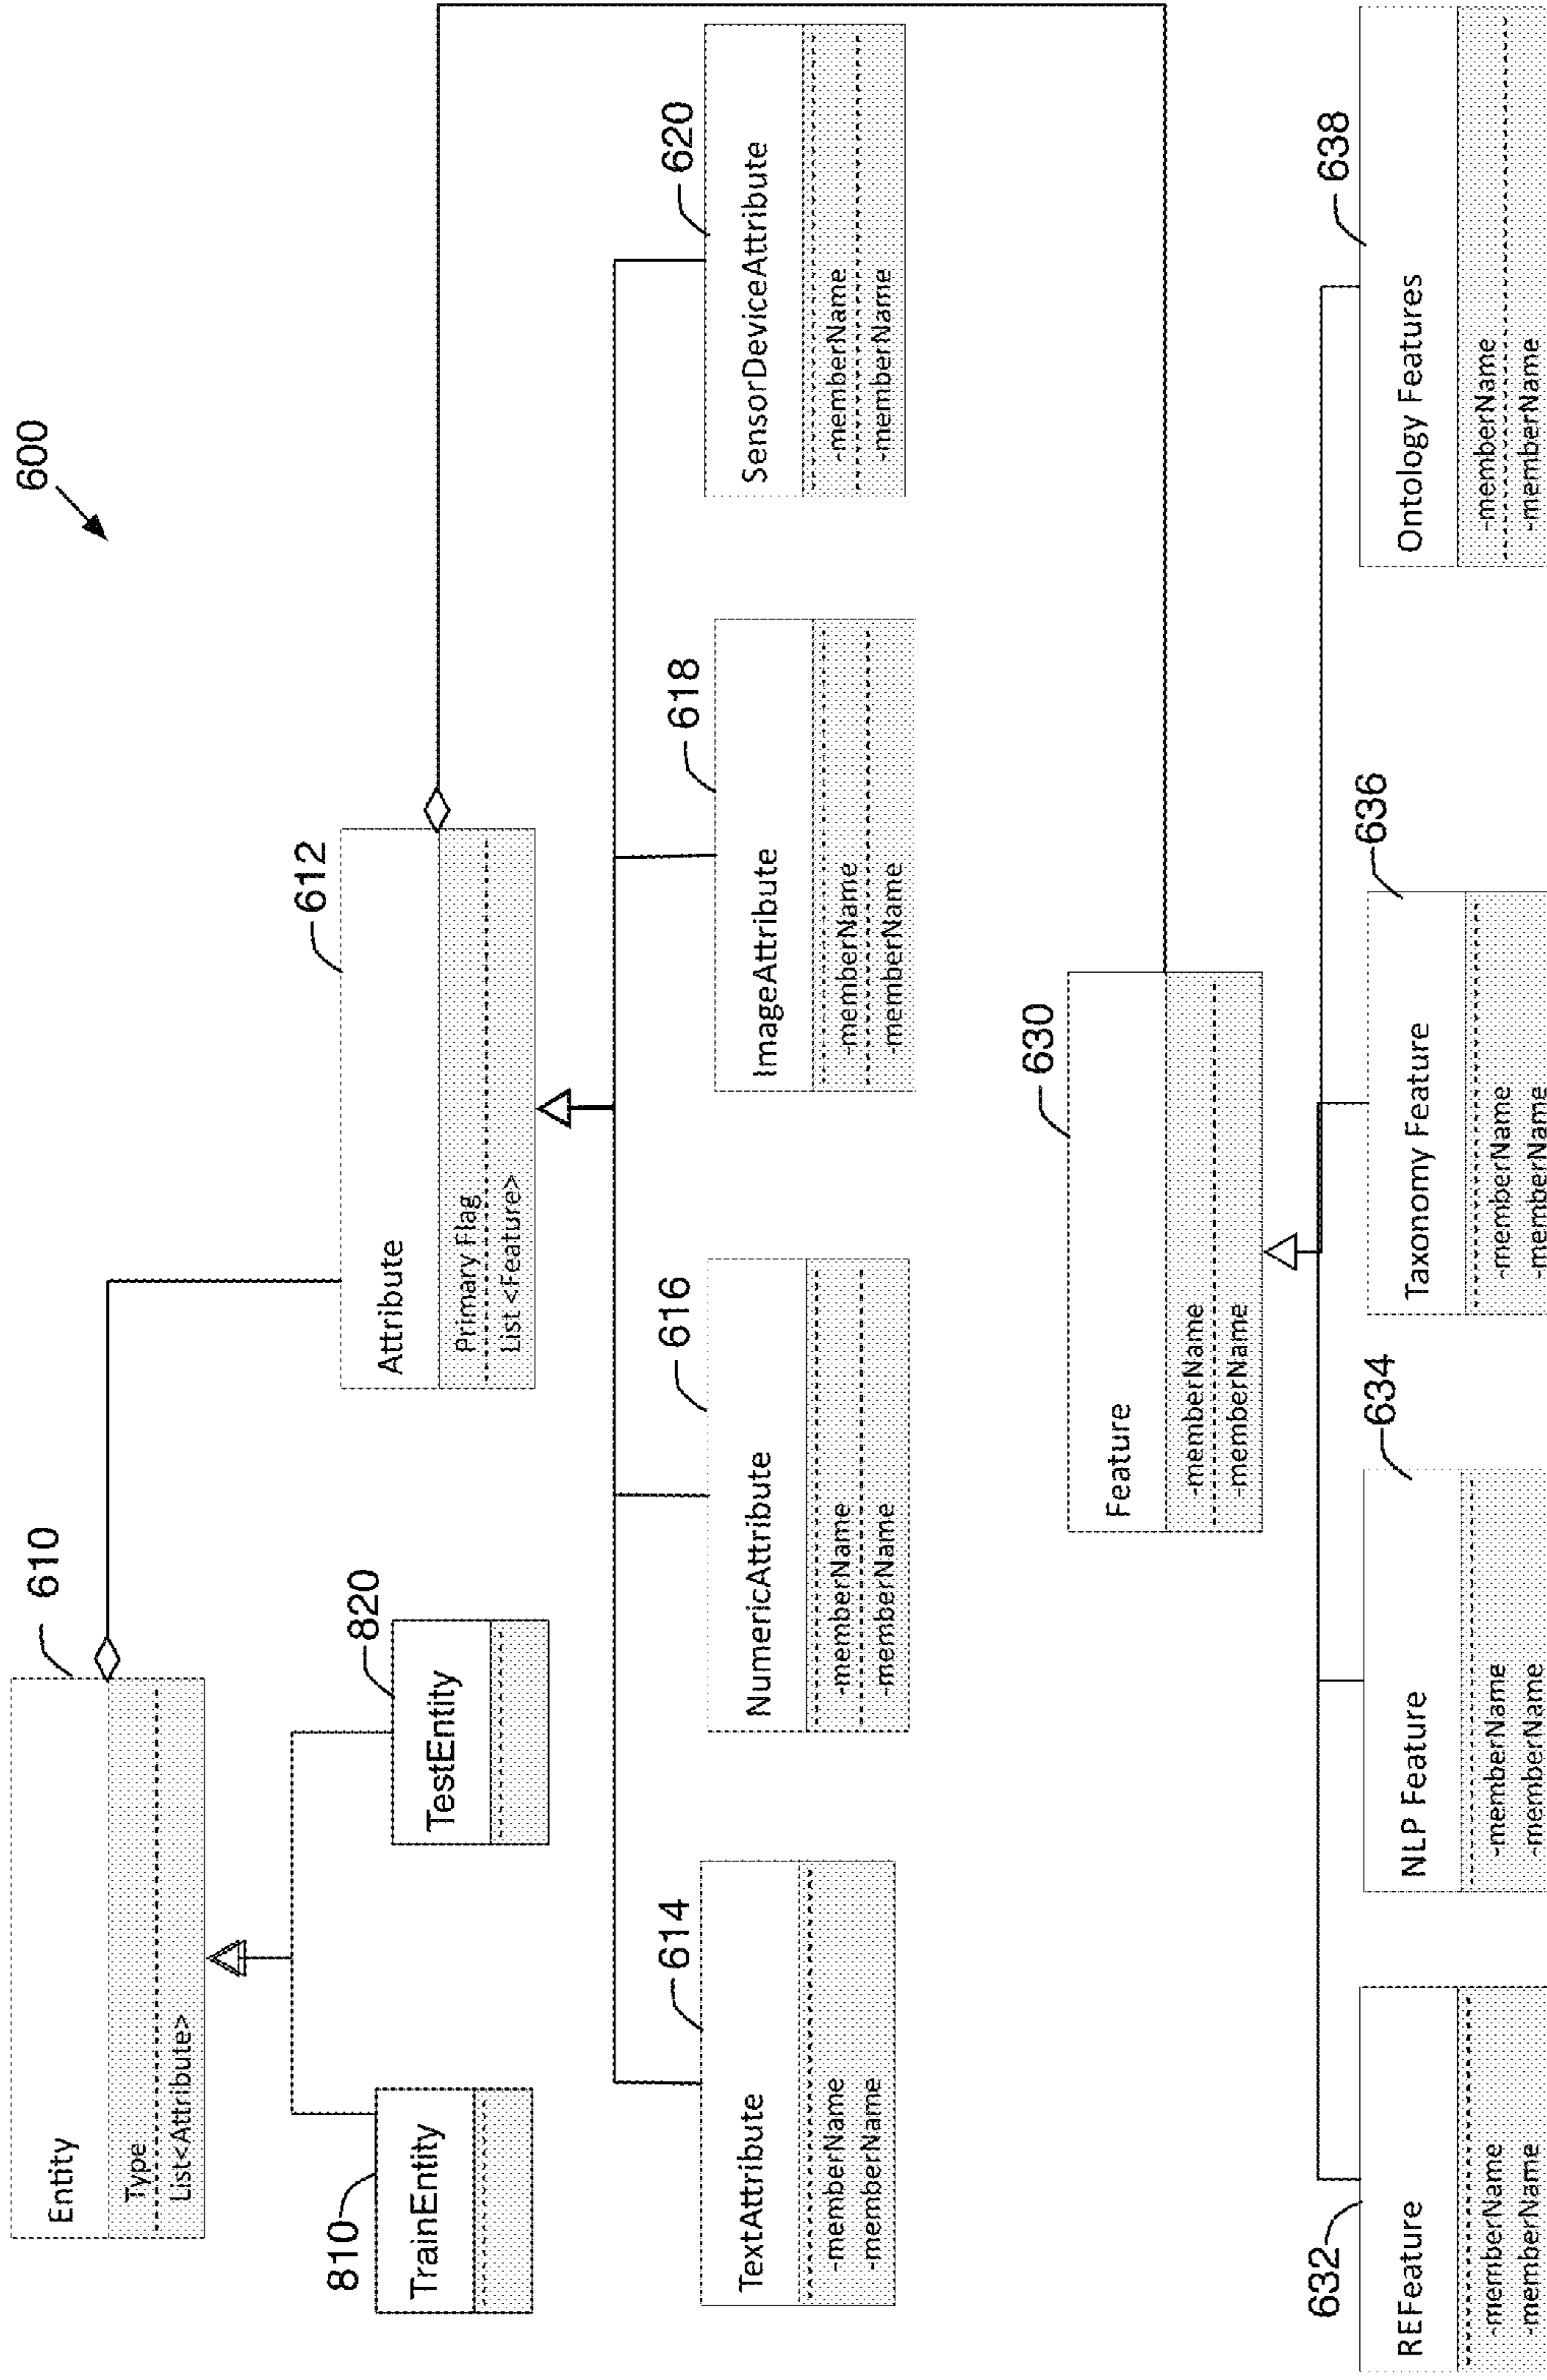 600
610
Entity
Type
List<Attribute>
810
TrainEntity
820
TestEntity
612
Attribute
Primary Flag
List <Feature>
614
TextAttribute
-memberName
-memberName
616
NumericAttribute
-memberName
-memberName
618
ImageAttribute
-memberName
-memberName
620
SensorDeviceAttribute
-memberName
-memberName
630
Feature
-memberName
-memberName
632
REFeature
-memberName
-memberName
634
NLP Feature
-memberName
-memberName
636
Taxonomy Feature
-memberName
-memberName
638
Ontology Features
-memberName
-memberName